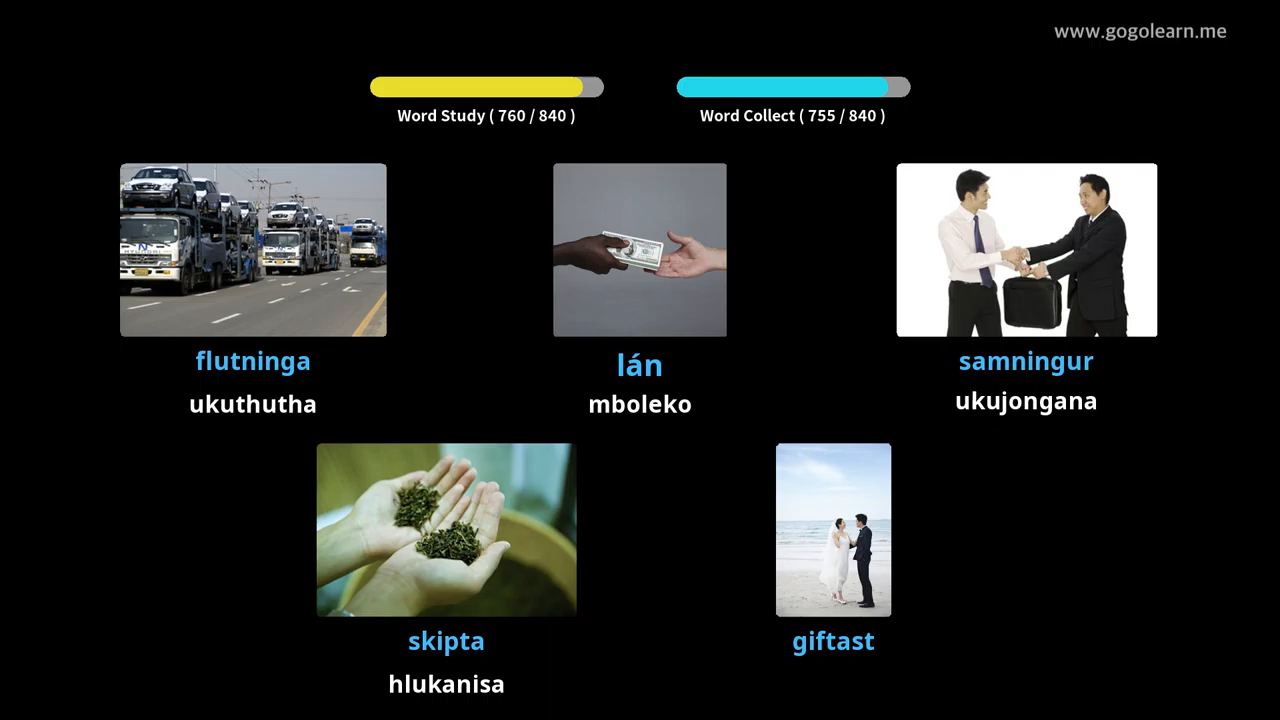 www.gogolearn.me
Word Study ( 760 / 840 )
Word Collect ( 755 / 840 )
flutninga
lán
samningur
ukuthutha
mboleko
ukujongana
skipta
giftast
hlukanisa